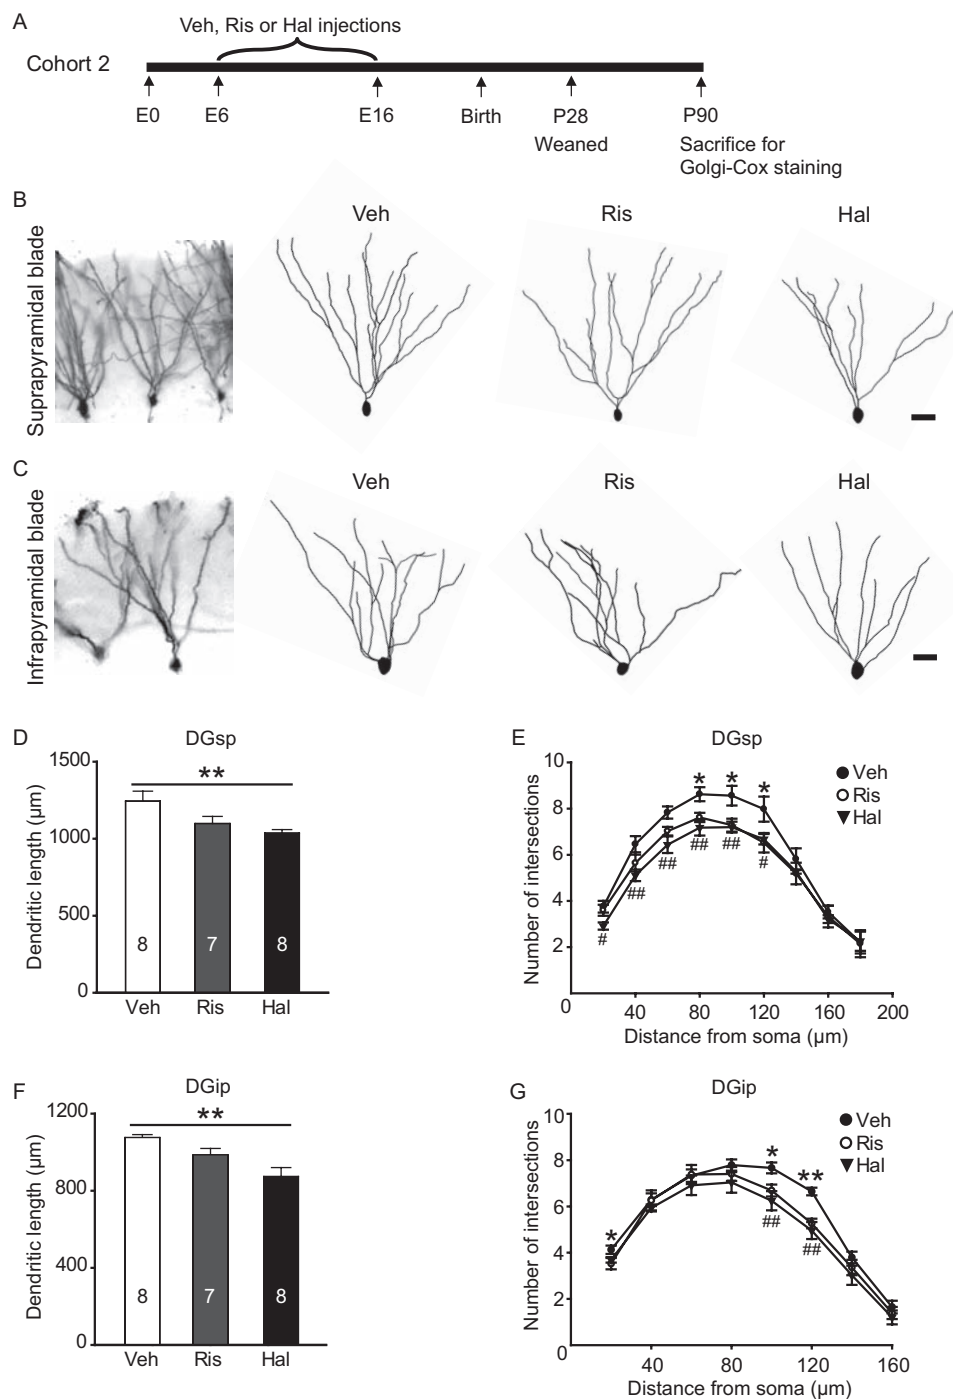 A
Veh, Ris or Hal injections
Cohort 2
E0 E6 E16 Birth P28 P90
Weaned Sacrifice for
Golgi-Cox staining
B
Suprapyramidal blade
Veh Ris Hal
C
Infrapyramidal blade
Veh Ris Hal
D
DGsp
Dendritic length (µm)
1500
1000
500
0
**
8 7 8
Veh Ris Hal
E
DGsp
Number of intersections
10
8
6
4
2
0
* * *
Veh
Ris
Hal
# ## ## ## ## #
40 80 120 160 200
Distance from soma (µm)
F
DGip
Dendritic length (µm)
1200
800
400
0
**
8 7 8
Veh Ris Hal
G
DGip
Number of intersections
10
8
6
4
2
0
* * **
Veh
Ris
Hal
## ##
40 80 120 160
Distance from soma (µm)